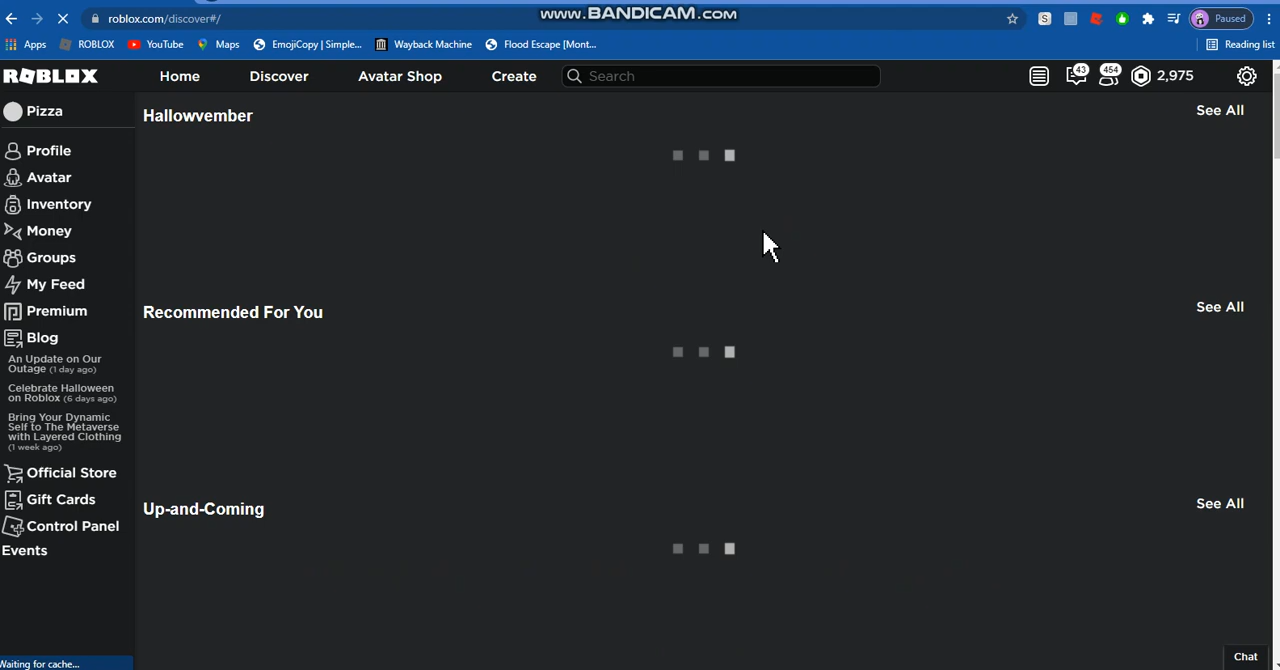 www.BANDICAM.com
roblox.com/discover#/
S
Paused
Apps
ROBLOX
YouTube
Maps
EmojiCopy | Simple...
Wayback Machine
Flood Escape [Mont...
Reading list
ROBLOX
Home
Discover
Avatar Shop
Create
Search
43
454
2,975
Pizza
Profile
Avatar
Inventory
Money
Groups
My Feed
Premium
Blog
An Update on Our
Outage (1 day ago)
Celebrate Halloween
on Roblox (6 days ago)
Bring Your Dynamic
Self to The Metaverse
with Layered Clothing
(1 week ago)
Official Store
Gift Cards
Control Panel
Events
Hallowvember
See All
Recommended For You
See All
Up-and-Coming
See All
Chat
Waiting for cache...